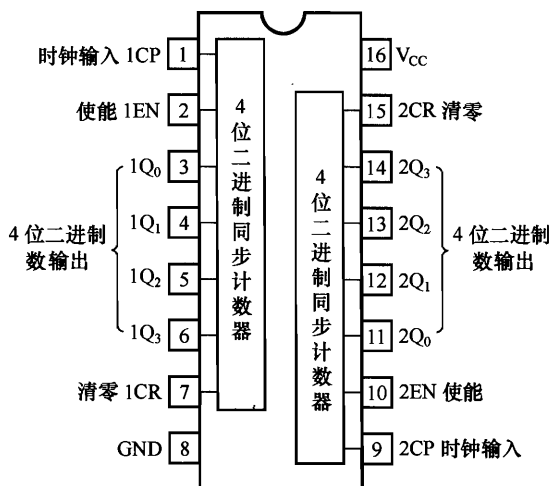 时钟输入 1CP 1
使能 1EN 2
1Q₀ 3
1Q₁ 4
1Q₂ 5
1Q₃ 6
4 位二进制
数输出
清零 1CR 7
GND 8
4位二进制同步计数器
4位二进制同步计数器
16 V_CC
15 2CR 清零
14 2Q₃
13 2Q₂
12 2Q₁
11 2Q₀
4 位二进制
数输出
10 2EN 使能
9 2CP 时钟输入